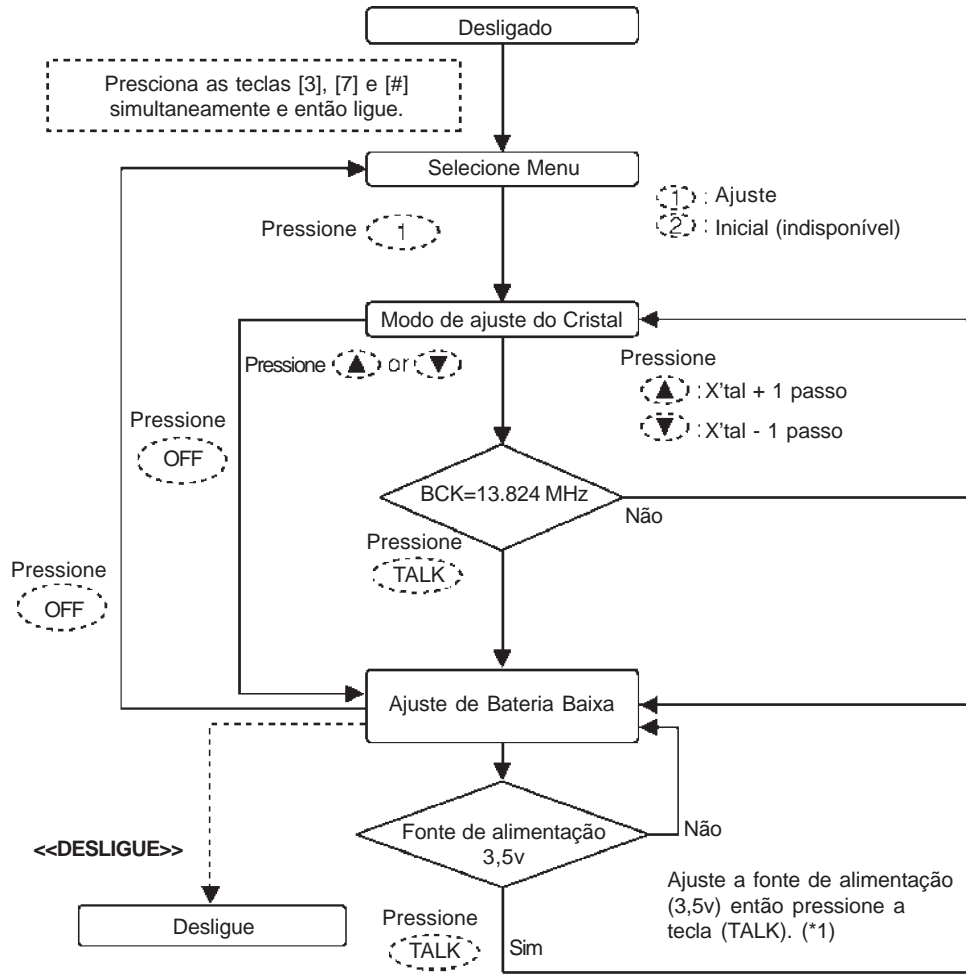 Desligado
Presciona as teclas [3], [7] e [#]
simultaneamente e então ligue.
Selecione Menu
Pressione 1
1 : Ajuste
2 : Inicial (indisponível)
Modo de ajuste do Cristal
Pressione ▲ or ▼
Pressione
▲ : X'tal + 1 passo
▼ : X'tal - 1 passo
Pressione
OFF
BCK=13.824 MHz
Não
Pressione
TALK
Pressione
OFF
Ajuste de Bateria Baixa
Fonte de alimentação
3,5v
Não
<<DESLIGUE>>
Ajuste a fonte de alimentação
(3,5v) então pressione a
tecla (TALK). (*1)
Desligue
Pressione
TALK
Sim